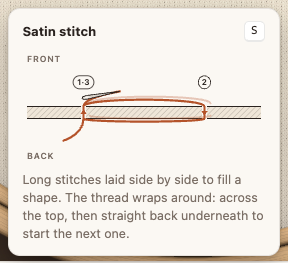 Satin stitch S
FRONT
1·3 2
BACK
Long stitches laid side by side to fill a
shape. The thread wraps around: across
the top, then straight back underneath to
start the next one.